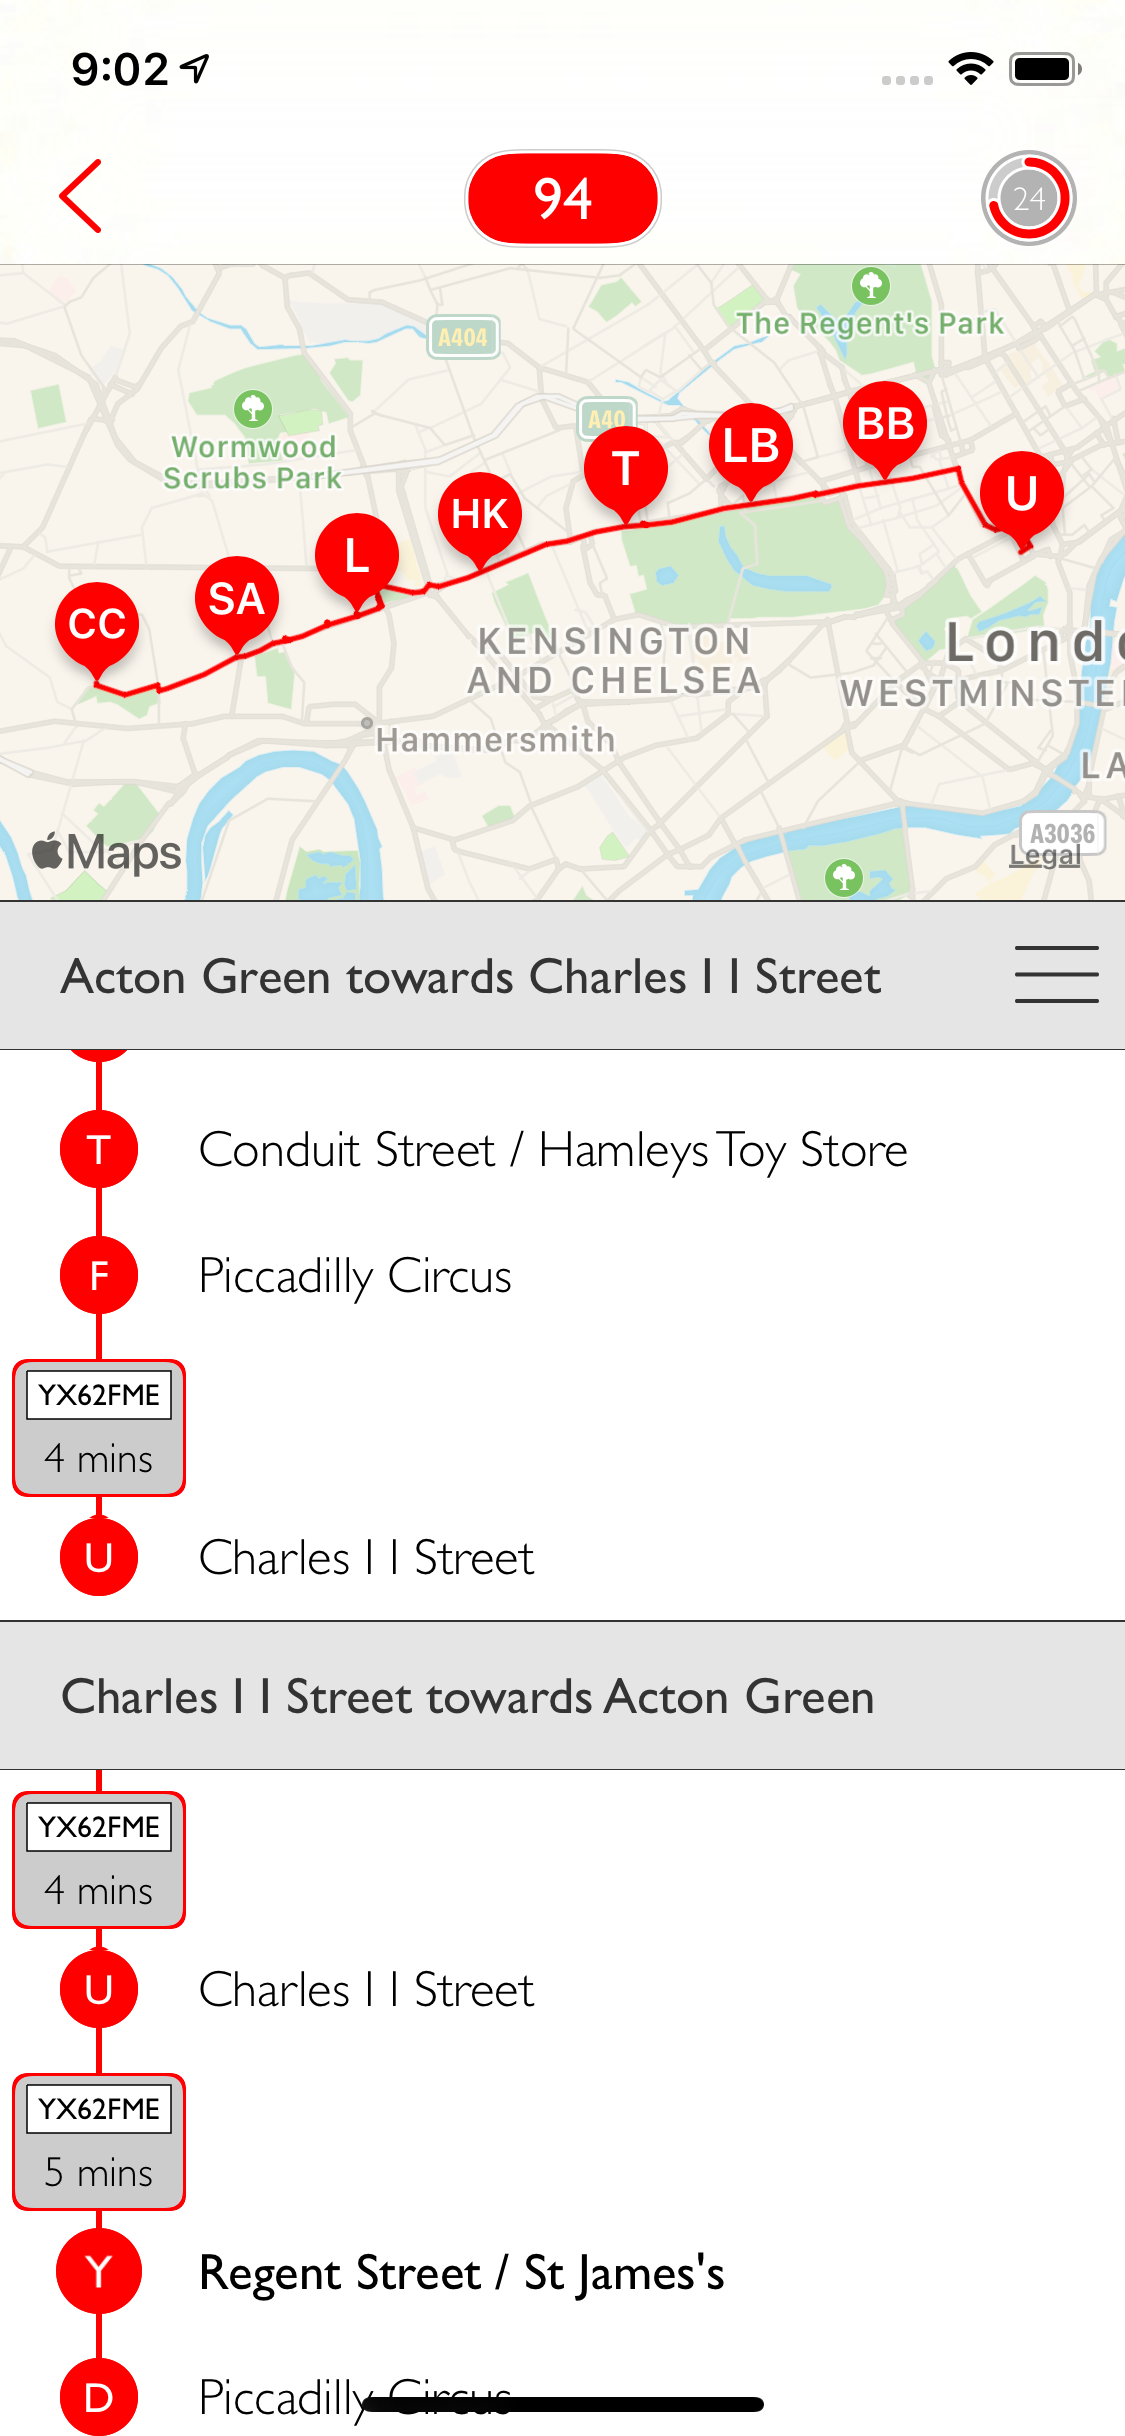 9:02
94
24
The Regent's Park
A404
A40
Wormwood
Scrubs Park
BB
LB
T
U
HK
L
SA
CC
KENSINGTON
AND CHELSEA
Londo
WESTMINSTE
Hammersmith
LA
A3036
Maps
Legal
Acton Green towards Charles I I Street
T Conduit Street / Hamleys Toy Store
F Piccadilly Circus
YX62FME
4 mins
U Charles I I Street
Charles I I Street towards Acton Green
YX62FME
4 mins
U Charles I I Street
YX62FME
5 mins
Y Regent Street / St James's
D Piccadilly Circus